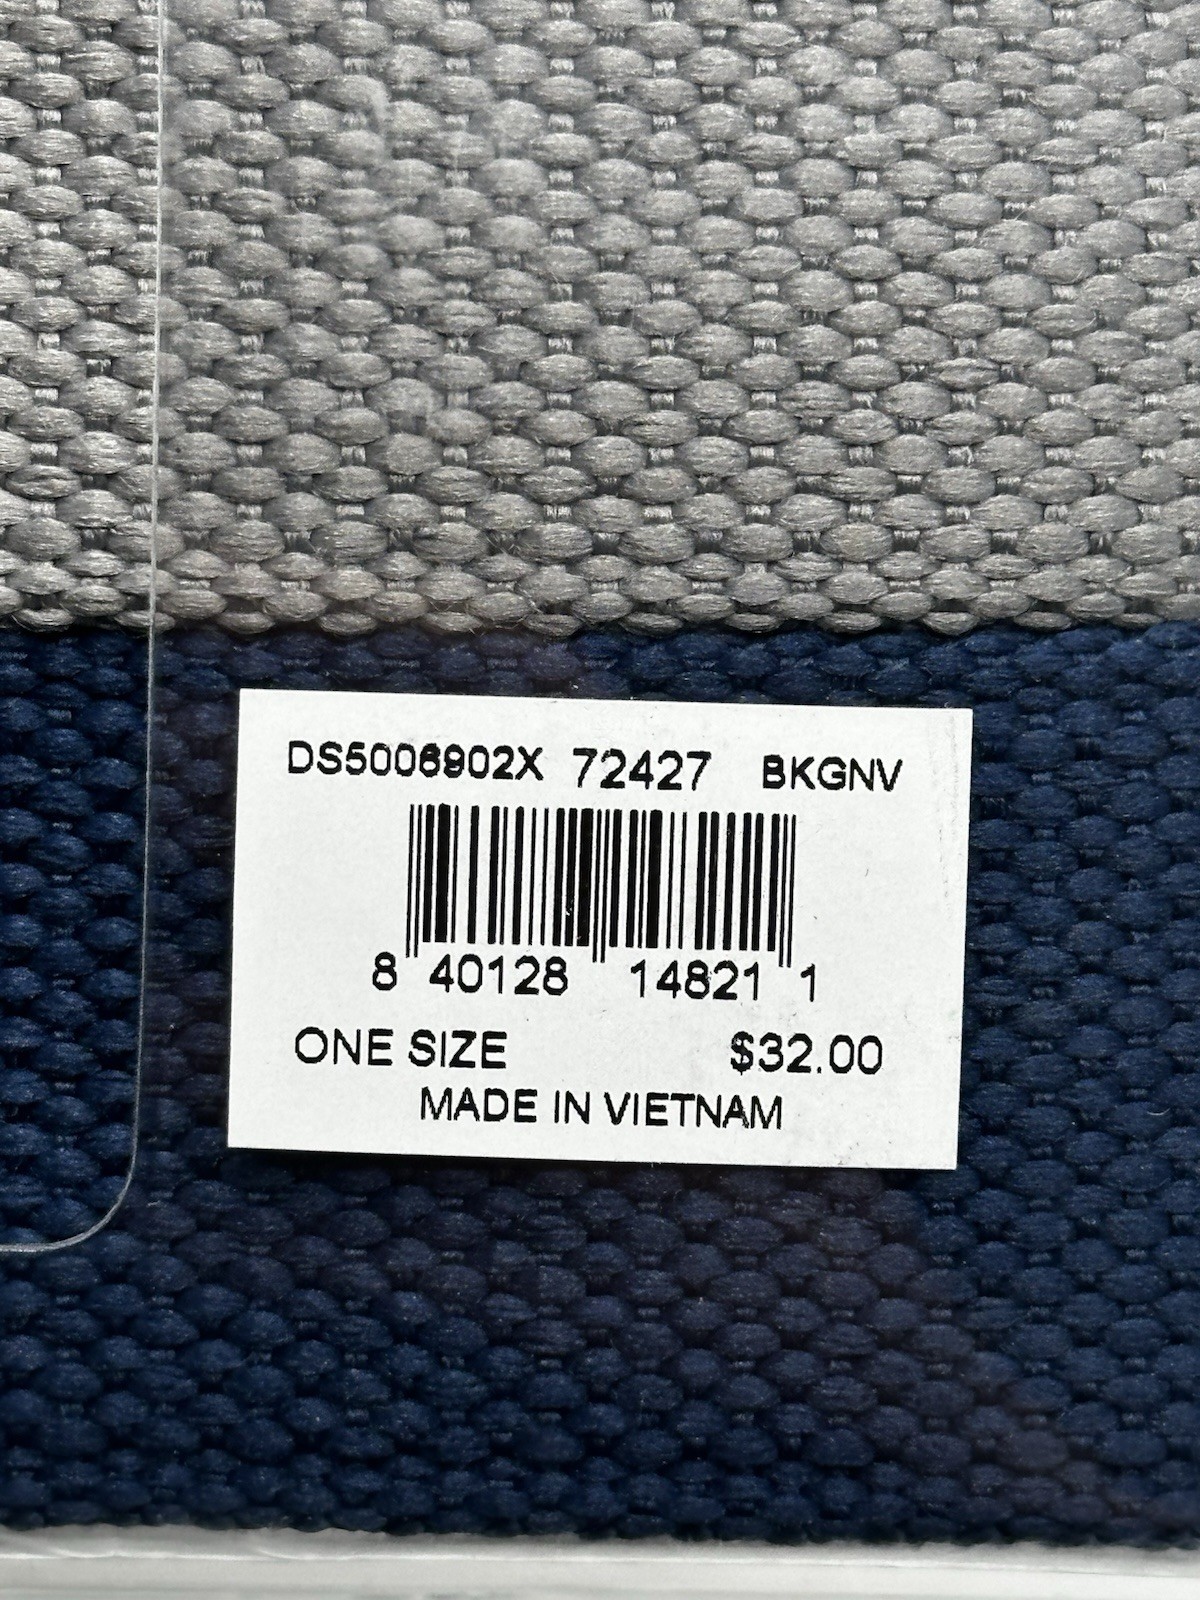 DS5006902X 72427 BKGNV
8 40128 14821 1
ONE SIZE $32.00
MADE IN VIETNAM